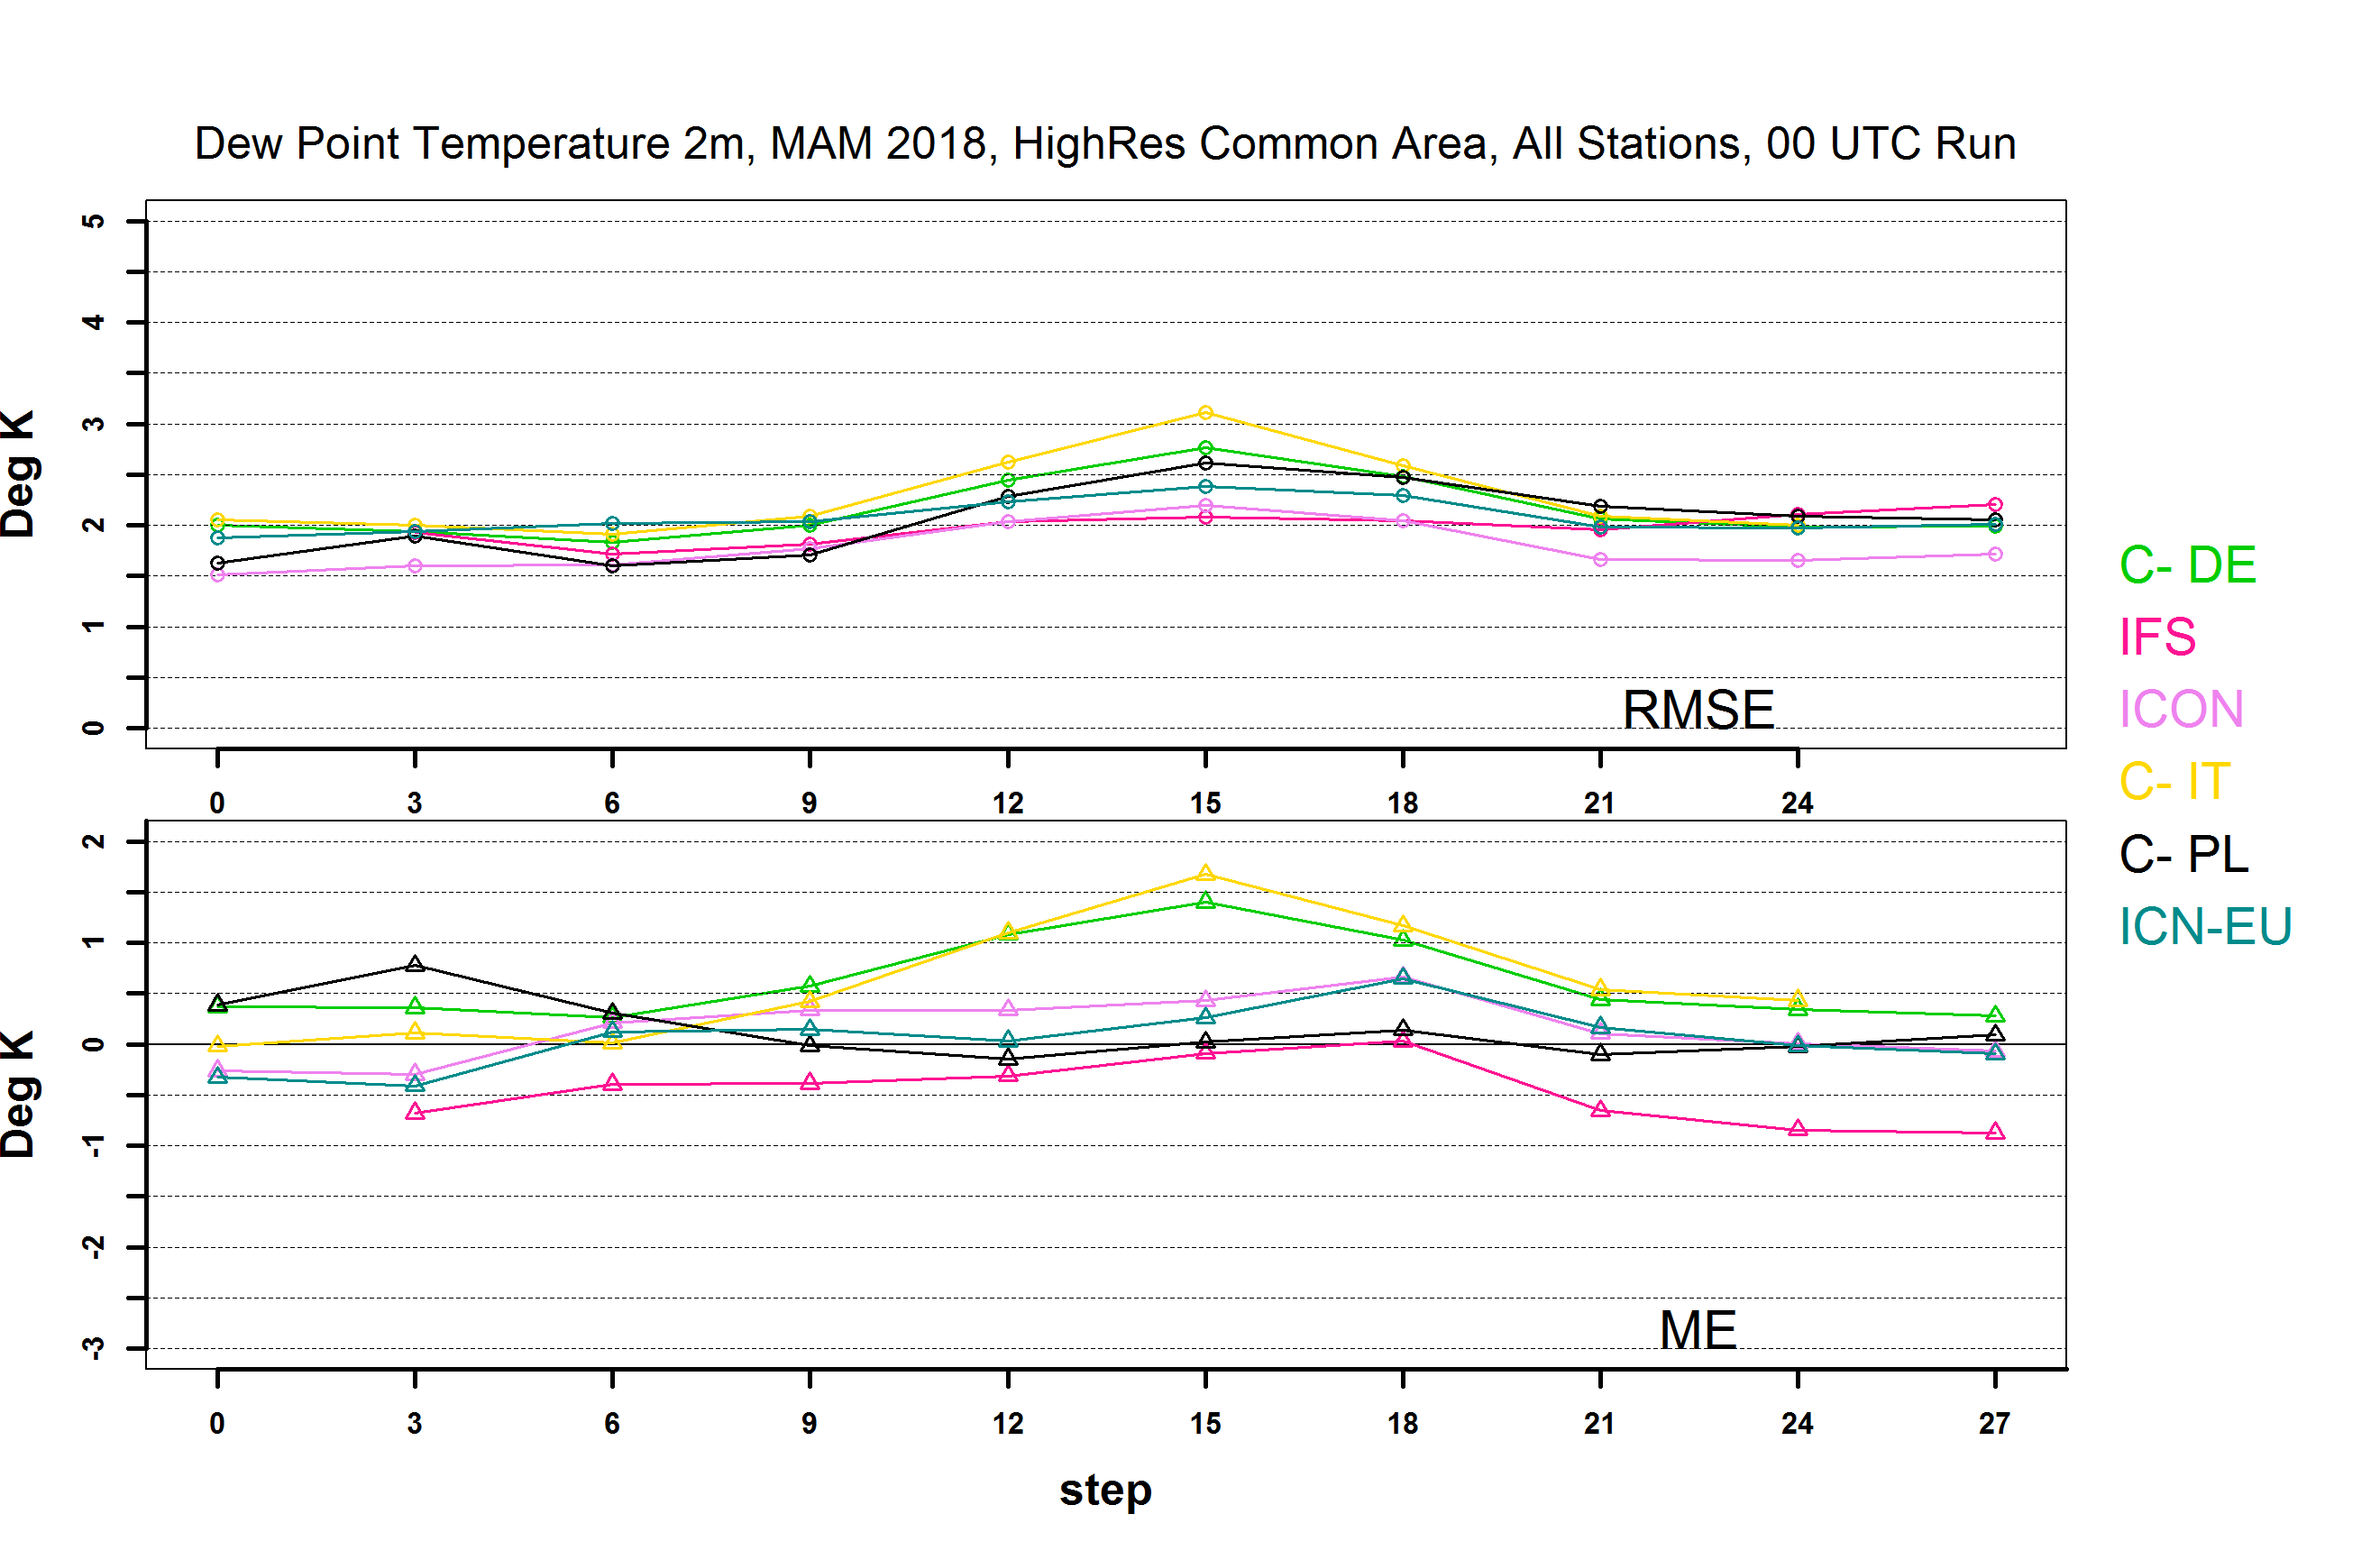 Dew Point Temperature 2m, MAM 2018, HighRes Common Area, All Stations, 00 UTC Run
Deg K
5
4
3
2
1
0
RMSE
0 3 6 9 12 15 18 21 24
C- DE
IFS
ICON
C- IT
C- PL
ICN-EU
Deg K
2
1
0
-1
-2
-3
ME
0 3 6 9 12 15 18 21 24 27
step